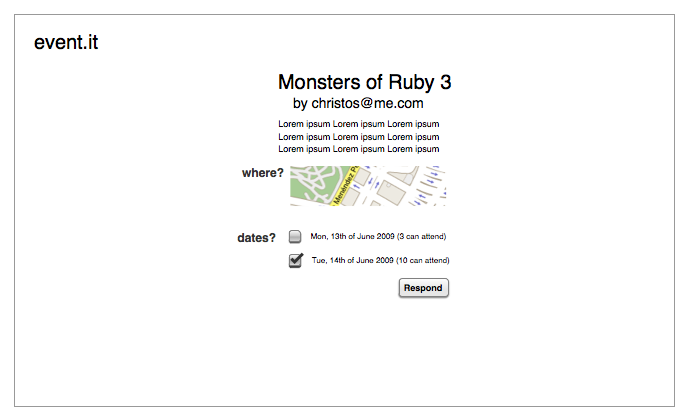 event.it
Monsters of Ruby 3
by christos@me.com
Lorem ipsum Lorem ipsum Lorem ipsum
Lorem ipsum Lorem ipsum Lorem ipsum
Lorem ipsum Lorem ipsum Lorem ipsum
where?
Menéndez
dates?
Mon, 13th of June 2009 (3 can attend)
Tue, 14th of June 2009 (10 can attend)
Respond